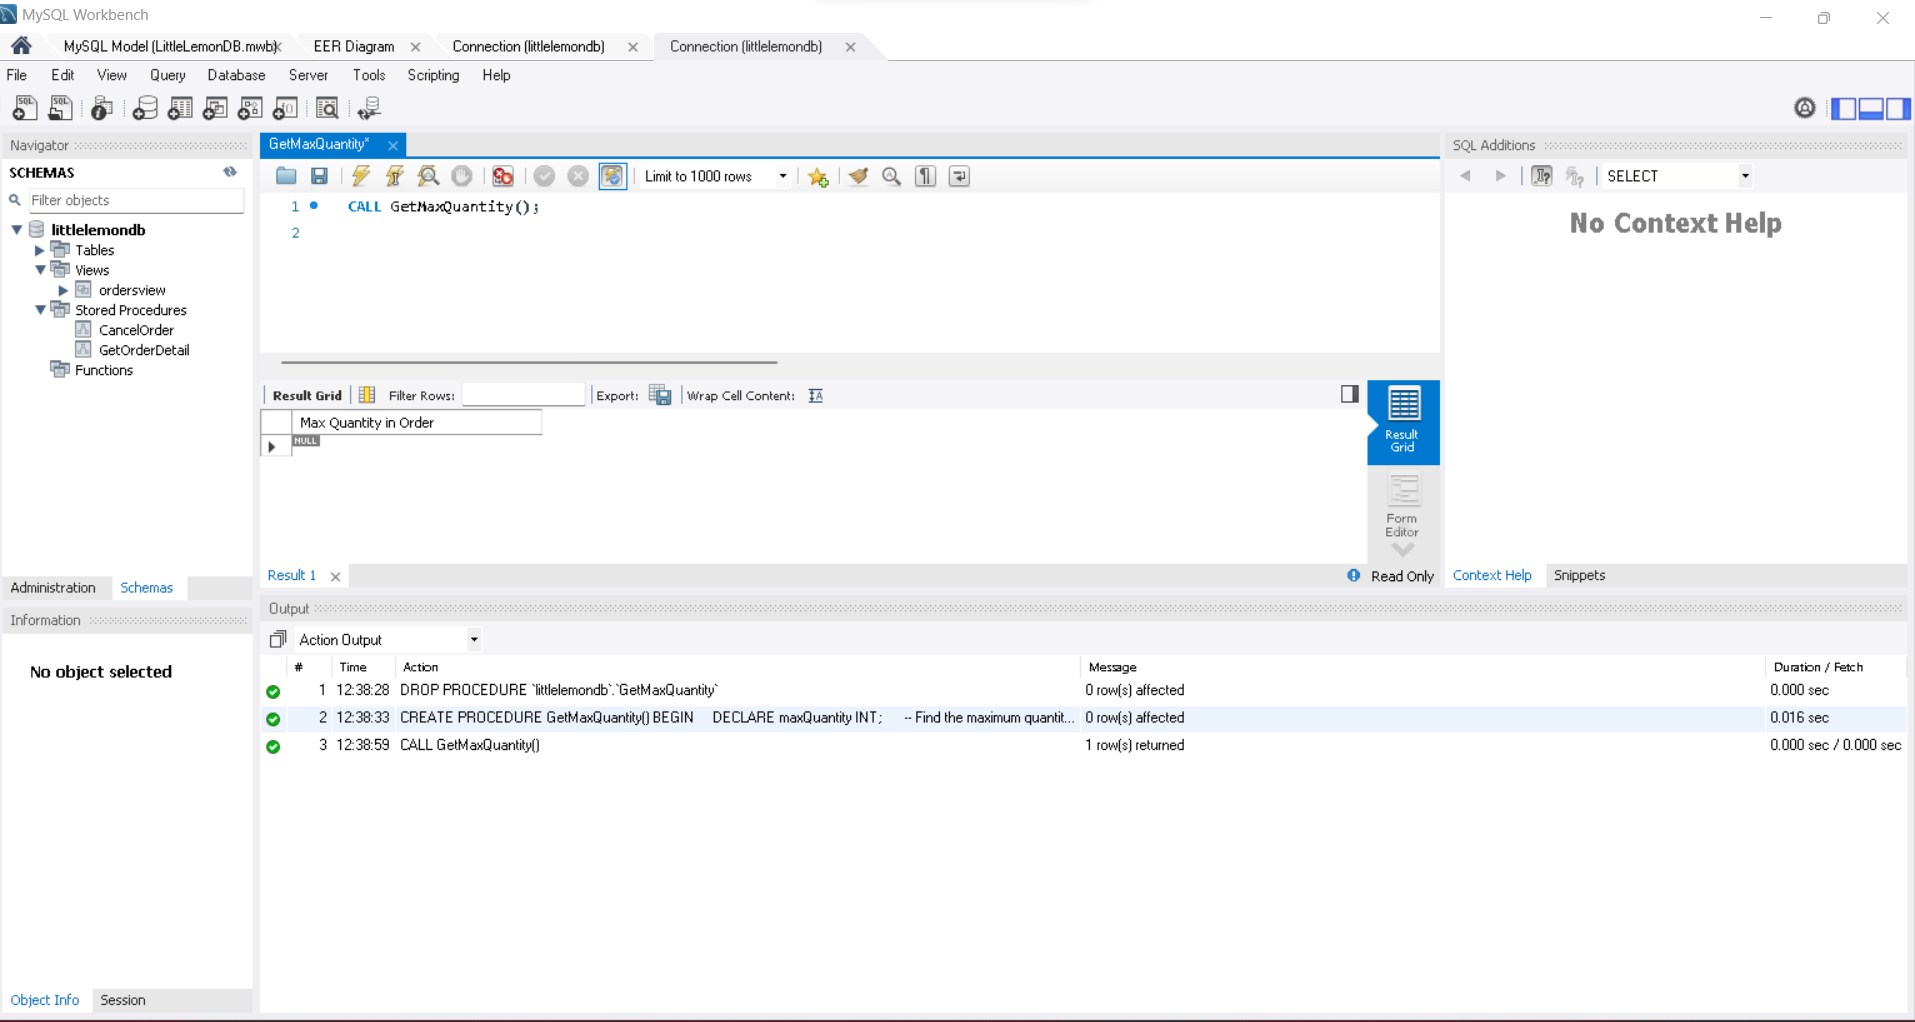 MySQL Workbench
MySQL Model (LittleLemonDB.mwb)
EER Diagram
Connection (littlelemondb)
Connection (littlelemondb)
File Edit View Query Database Server Tools Scripting Help
Navigator
SCHEMAS
Filter objects
littlelemondb
Tables
Views
ordersview
Stored Procedures
CancelOrder
GetOrderDetail
Functions
Administration Schemas
Information
No object selected
Object Info Session
GetMaxQuantity*
Limit to 1000 rows
1 CALL GetMaxQuantity();
2
Result Grid Filter Rows: Export: Wrap Cell Content:
Max Quantity in Order
NULL
Result
Grid
Form
Editor
Result 1
Read Only
SQL Additions
SELECT
No Context Help
Context Help Snippets
Output
Action Output
# Time Action Message Duration / Fetch
1 12:38:28 DROP PROCEDURE `littlelemondb`.`GetMaxQuantity` 0 row(s) affected 0.000 sec
2 12:38:33 CREATE PROCEDURE GetMaxQuantity() BEGIN DECLARE maxQuantity INT; -- Find the maximum quantit... 0 row(s) affected 0.016 sec
3 12:38:59 CALL GetMaxQuantity() 1 row(s) returned 0.000 sec / 0.000 sec